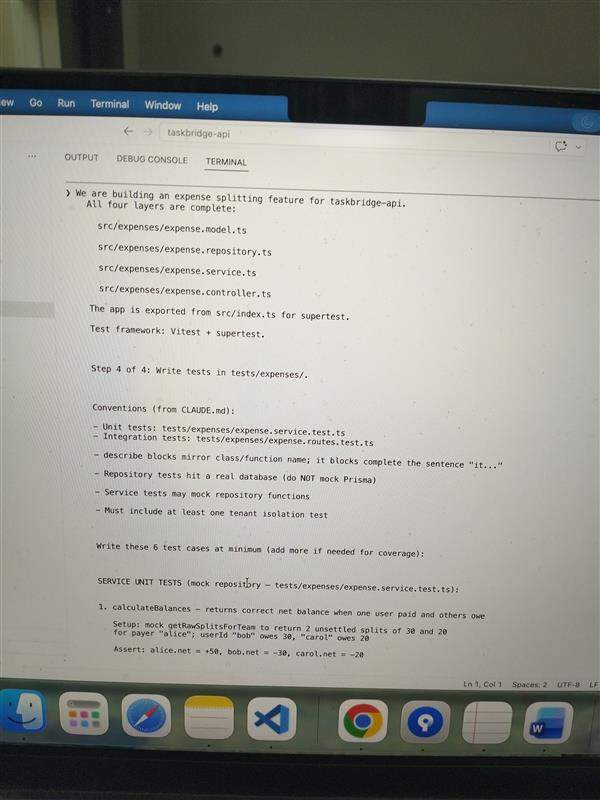 ew Go Run Terminal Window Help
taskbridge-api
... OUTPUT DEBUG CONSOLE TERMINAL
❯ We are building an expense splitting feature for taskbridge-api.
All four layers are complete:
src/expenses/expense.model.ts
src/expenses/expense.repository.ts
src/expenses/expense.service.ts
src/expenses/expense.controller.ts
The app is exported from src/index.ts for supertest.
Test framework: Vitest + supertest.
Step 4 of 4: Write tests in tests/expenses/.
Conventions (from CLAUDE.md):
- Unit tests: tests/expenses/expense.service.test.ts
- Integration tests: tests/expenses/expense.routes.test.ts
- describe blocks mirror class/function name; it blocks complete the sentence "it..."
- Repository tests hit a real database (do NOT mock Prisma)
- Service tests may mock repository functions
- Must include at least one tenant isolation test
Write these 6 test cases at minimum (add more if needed for coverage):
SERVICE UNIT TESTS (mock repository — tests/expenses/expense.service.test.ts):
1. calculateBalances — returns correct net balance when one user paid and others owe
Setup: mock getRawSplitsForTeam to return 2 unsettled splits of 30 and 20
for payer "alice"; userId "bob" owes 30, "carol" owes 20
Assert: alice.net = +50, bob.net = −30, carol.net = −20
Ln 1, Col 1 Spaces: 2 UTF-8 LF
W